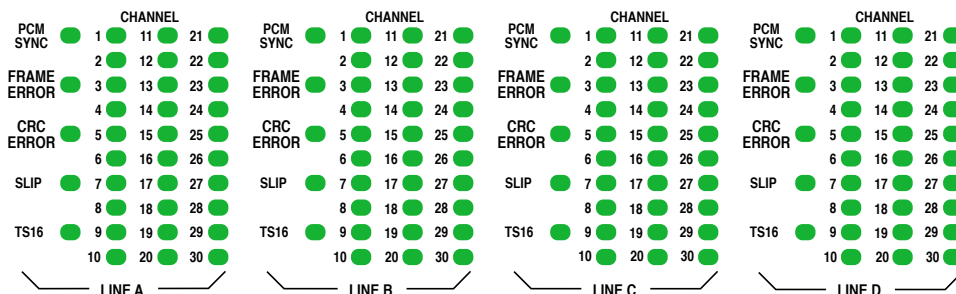 CHANNEL CHANNEL CHANNEL CHANNEL
PCM SYNC 1 11 21 PCM SYNC 1 11 21 PCM SYNC 1 11 21 PCM SYNC 1 11 21
2 12 22 2 12 22 2 12 22 2 12 22
FRAME ERROR 3 13 23 FRAME ERROR 3 13 23 FRAME ERROR 3 13 23 FRAME ERROR 3 13 23
4 14 24 4 14 24 4 14 24 4 14 24
CRC ERROR 5 15 25 CRC ERROR 5 15 25 CRC ERROR 5 15 25 CRC ERROR 5 15 25
6 16 26 6 16 26 6 16 26 6 16 26
SLIP 7 17 27 SLIP 7 17 27 SLIP 7 17 27 SLIP 7 17 27
8 18 28 8 18 28 8 18 28 8 18 28
TS16 9 19 29 TS16 9 19 29 TS16 9 19 29 TS16 9 19 29
10 20 30 10 20 30 10 20 30 10 20 30
LINE A LINE B LINE C LINE D